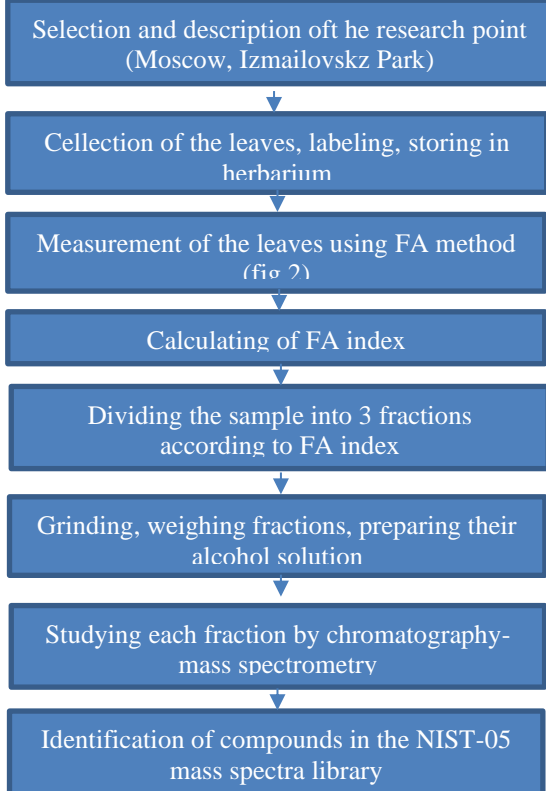 Selection and description oft he research point
(Moscow, Izmailovskz Park)
Cellection of the leaves, labeling, storing in
herbarium
Measurement of the leaves using FA method
(fig 2)
Calculating of FA index
Dividing the sample into 3 fractions
according to FA index
Grinding, weighing fractions, preparing their
alcohol solution
Studying each fraction by chromatography-
mass spectrometry
Identification of compounds in the NIST-05
mass spectra library